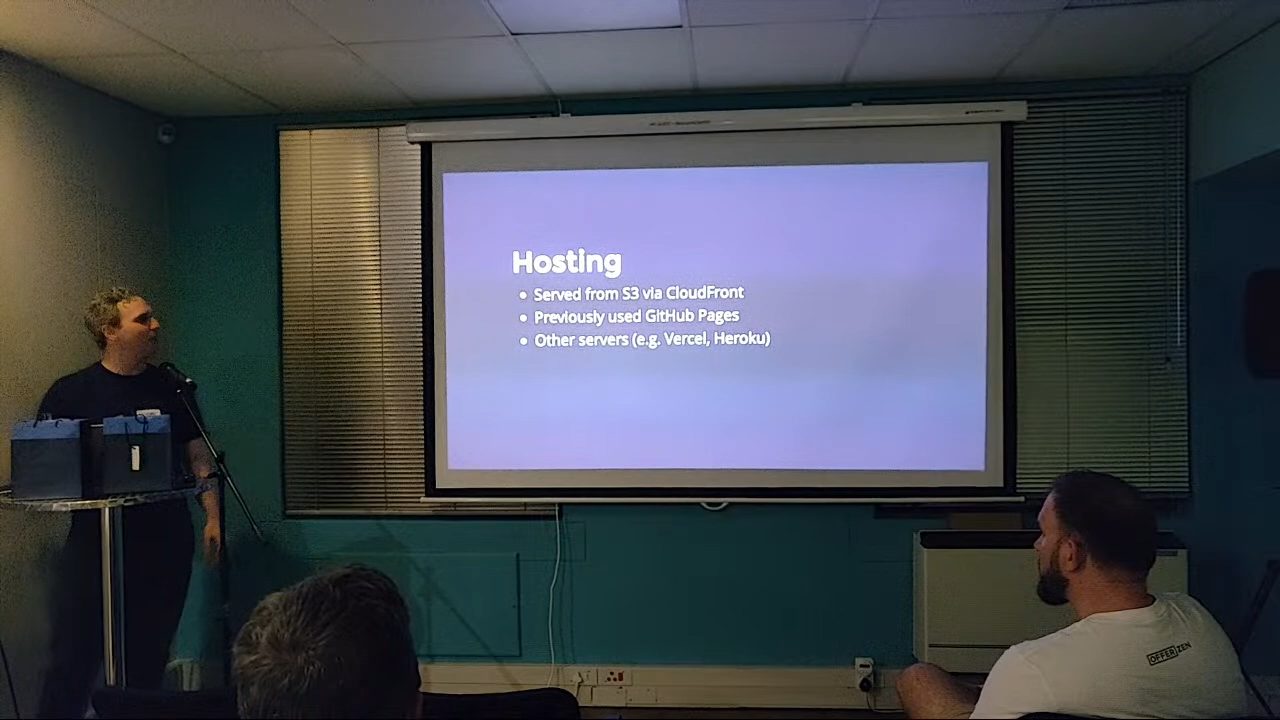 Hosting
• Served from S3 via CloudFront
• Previously used GitHub Pages
• Other servers (e.g. Vercel, Heroku)
OFFERZEN